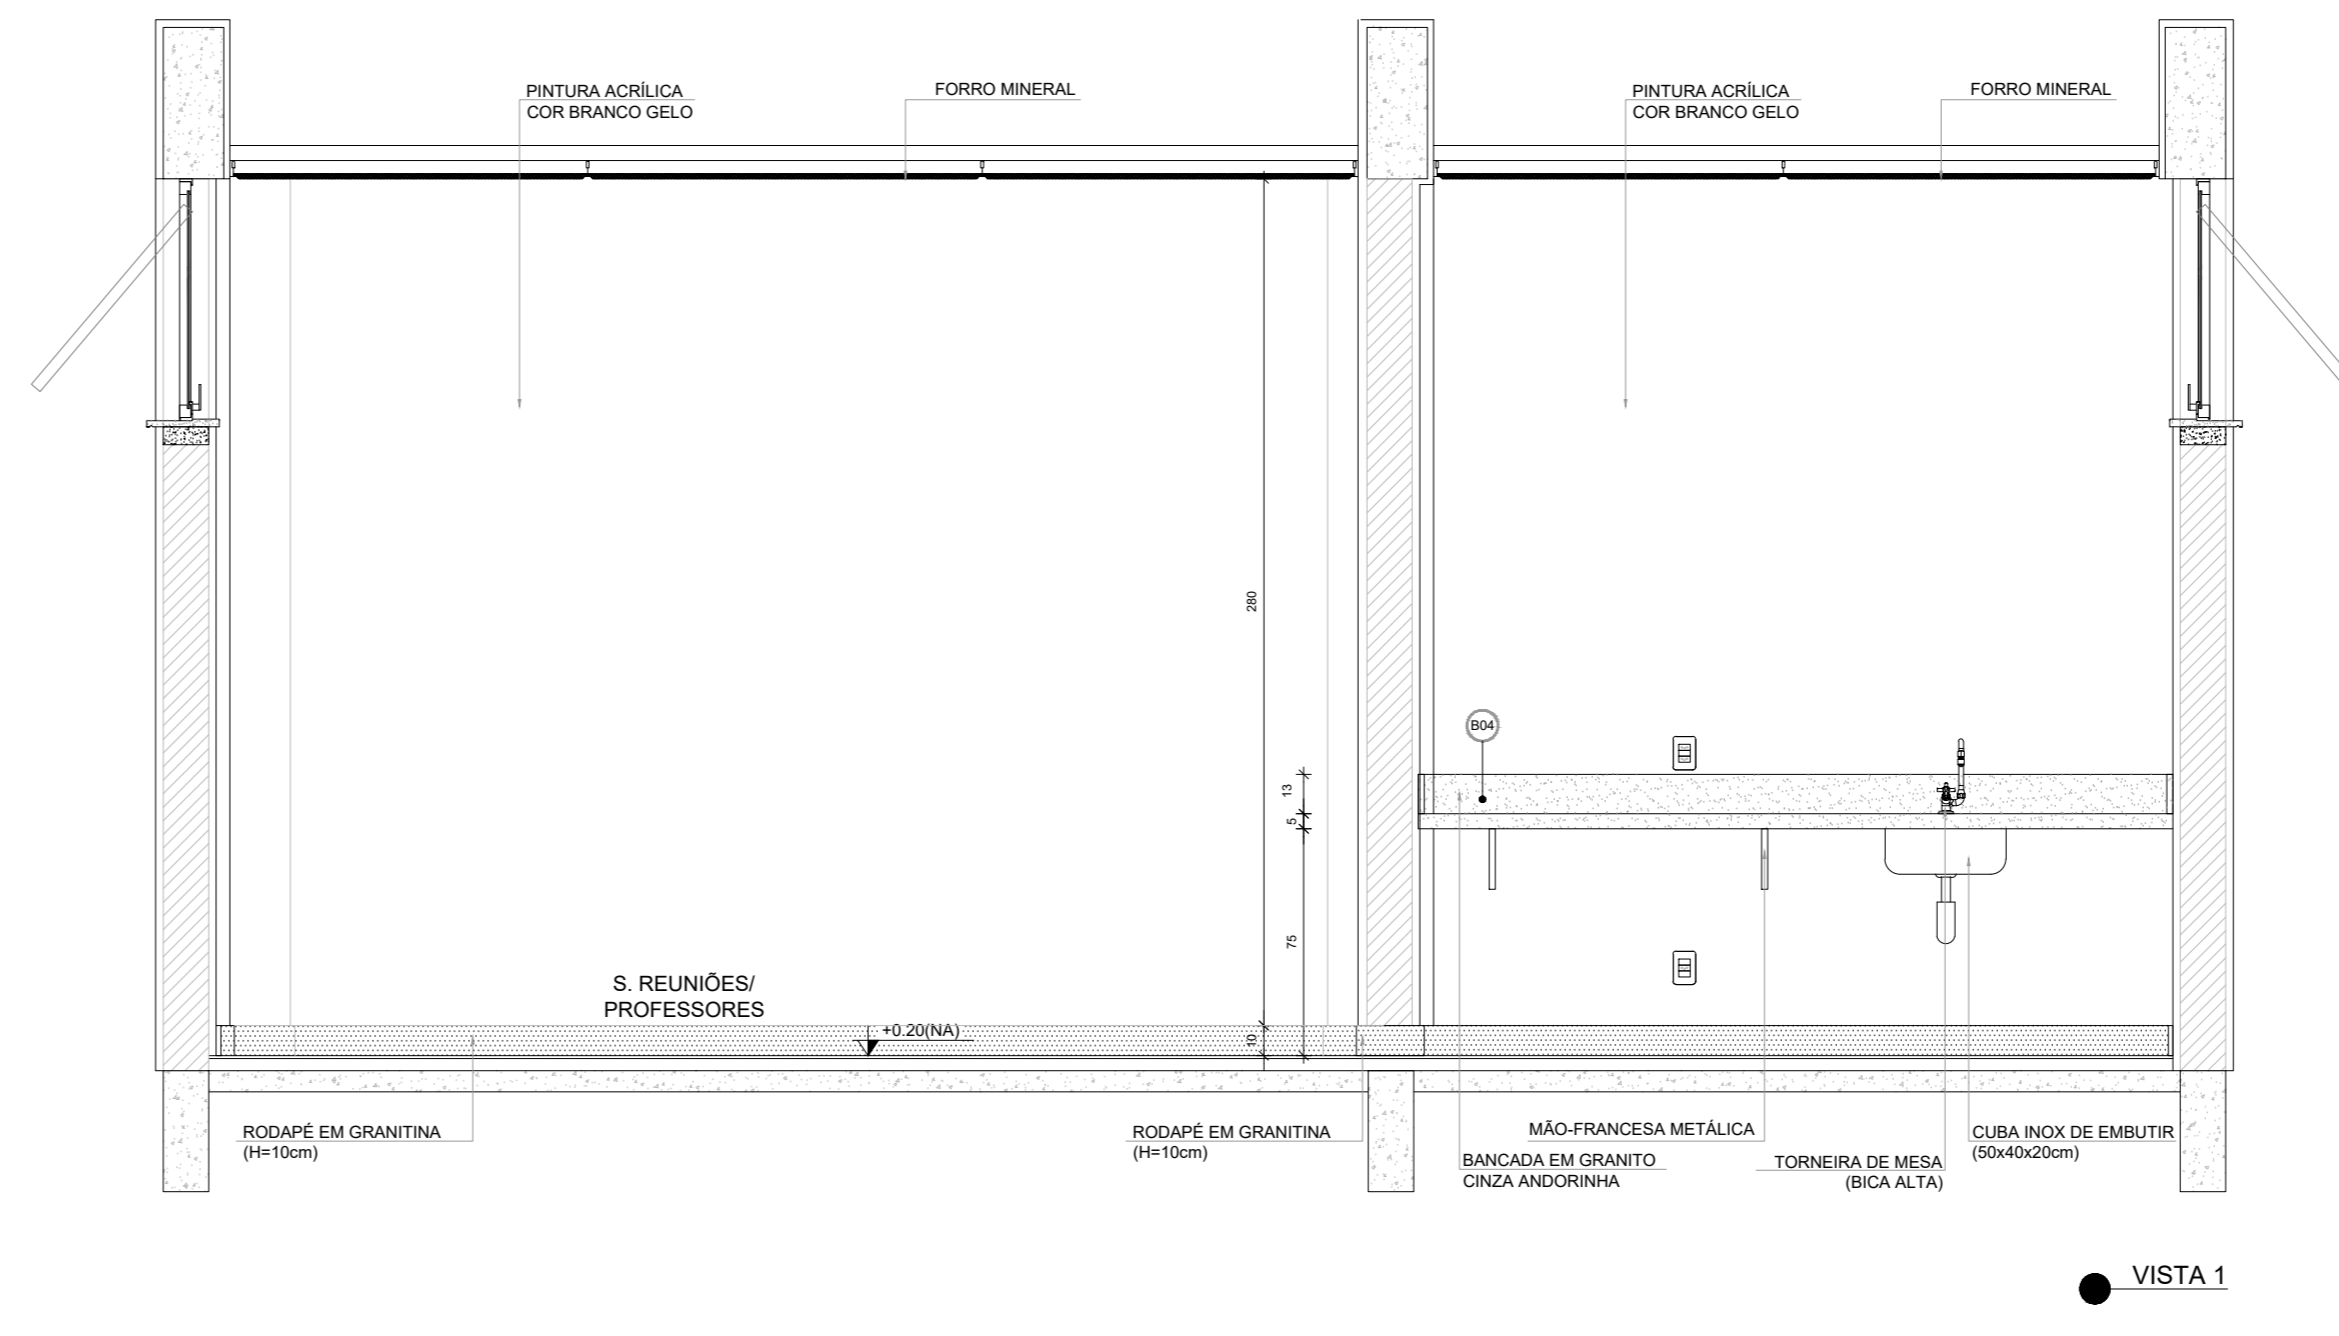 PINTURA ACRÍLICA
COR BRANCO GELO
FORRO MINERAL
PINTURA ACRÍLICA
COR BRANCO GELO
FORRO MINERAL
280
B04
13
5
75
10
S. REUNIÕES/
PROFESSORES
+0.20(NA)
RODAPÉ EM GRANITINA
(H=10cm)
RODAPÉ EM GRANITINA
(H=10cm)
MÃO-FRANCESA METÁLICA
BANCADA EM GRANITO
CINZA ANDORINHA
TORNEIRA DE MESA
(BICA ALTA)
CUBA INOX DE EMBUTIR
(50x40x20cm)
VISTA 1